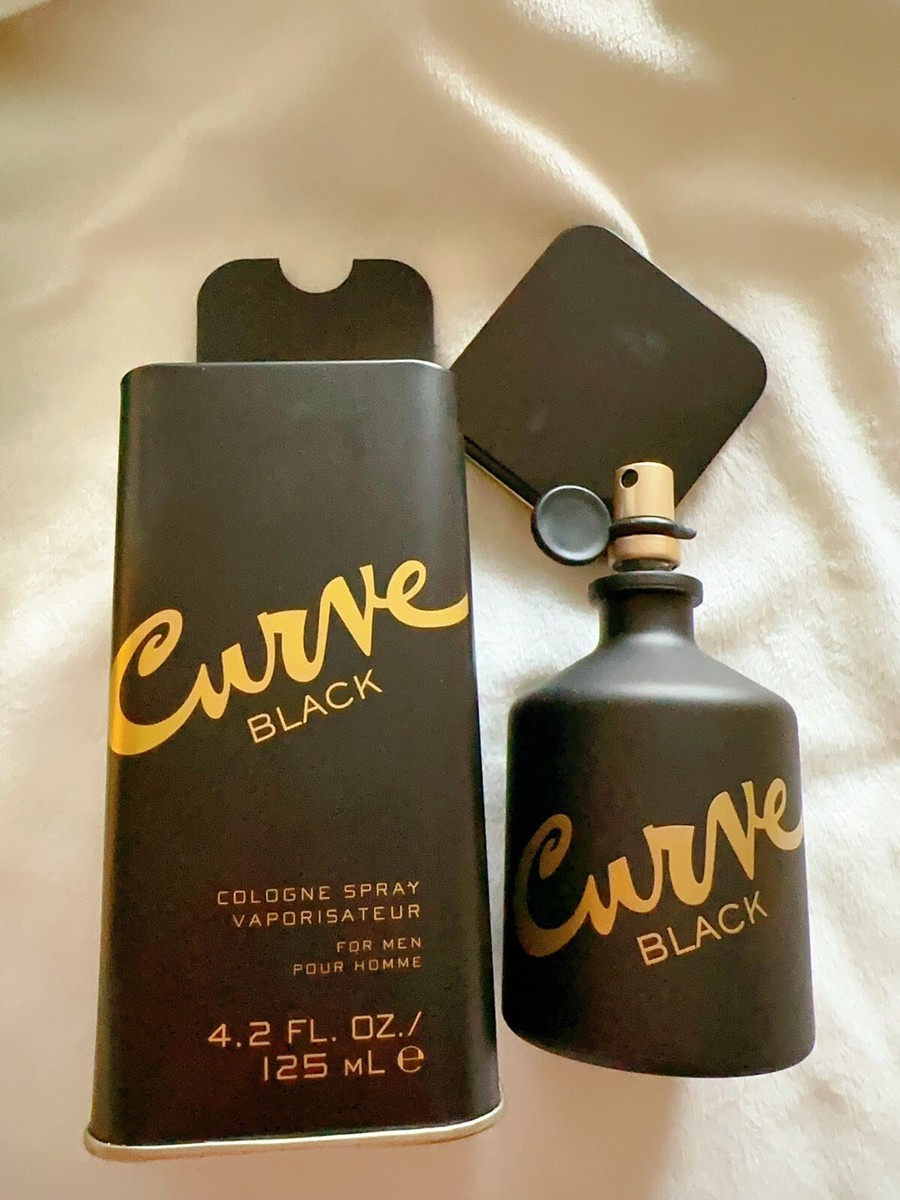 Curve
BLACK
COLOGNE SPRAY
VAPORISATEUR
FOR MEN
POUR HOMME
4.2 FL. OZ./
125 mL ℮
Curve
BLACK